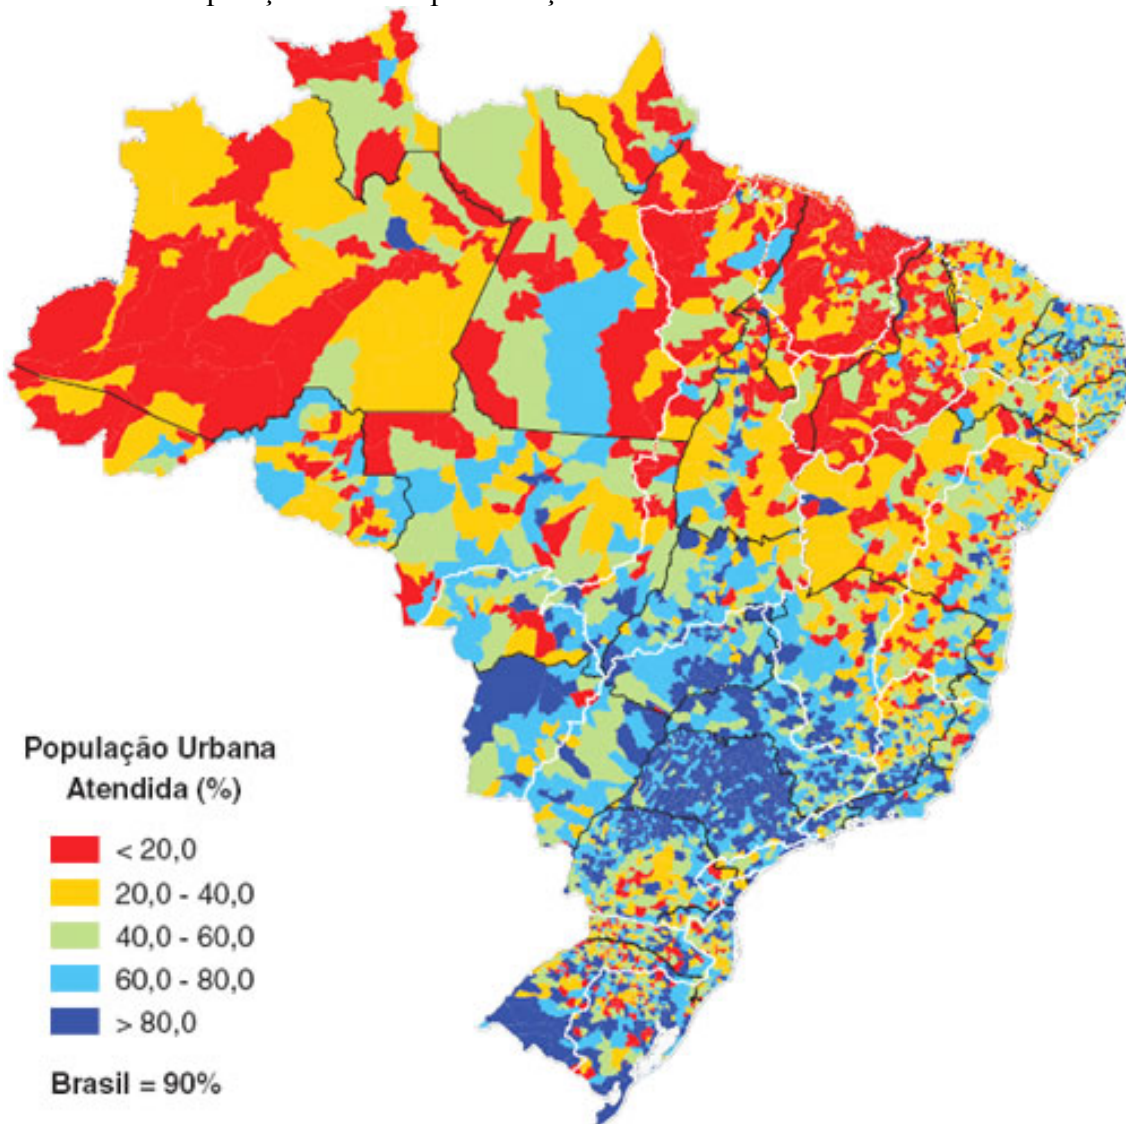 População Urbana
Atendida (%)
< 20,0
20,0 - 40,0
40,0 - 60,0
60,0 - 80,0
> 80,0
Brasil = 90%